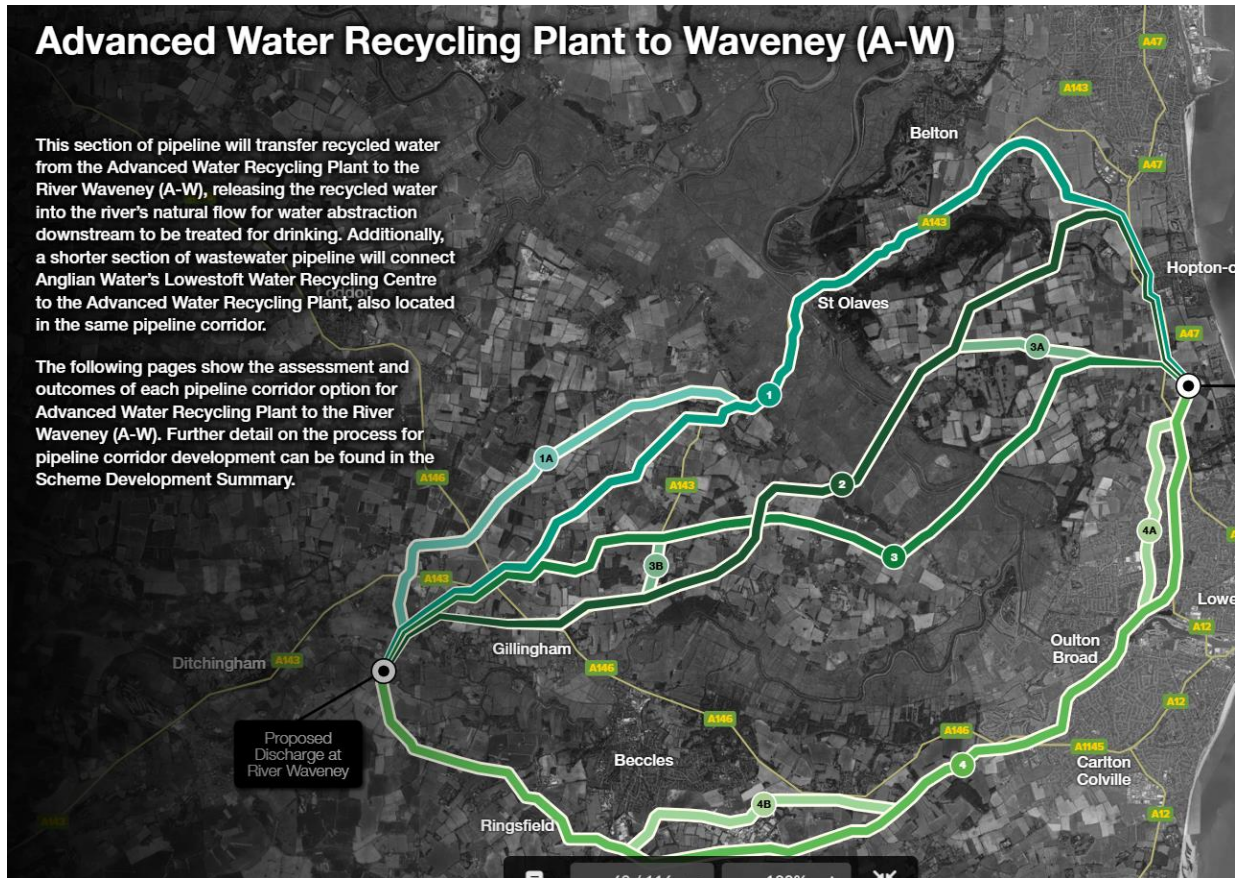 Advanced Water Recycling Plant to Waveney (A-W)
This section of pipeline will transfer recycled water
from the Advanced Water Recycling Plant to the
River Waveney (A-W), releasing the recycled water
into the river's natural flow for water abstraction
downstream to be treated for drinking. Additionally,
a shorter section of wastewater pipeline will connect
Anglian Water's Lowestoft Water Recycling Centre
to the Advanced Water Recycling Plant, also located
in the same pipeline corridor.
The following pages show the assessment and
outcomes of each pipeline corridor option for
Advanced Water Recycling Plant to the River
Waveney (A-W). Further detail on the process for
pipeline corridor development can be found in the
Scheme Development Summary.
A47
A143
Belton
A47
A143
Hopton-o
St Olaves
A47
3A
1
1A
A146
A143
2
4A
3
3B
A143
Lowe
A12
Gillingham
Oulton
Broad
Ditchingham
A143
A146
A12
A146
A146
A1145
Proposed
Discharge at
River Waveney
Beccles
4
Carlton
Colville
4B
A12
Ringsfield
A143